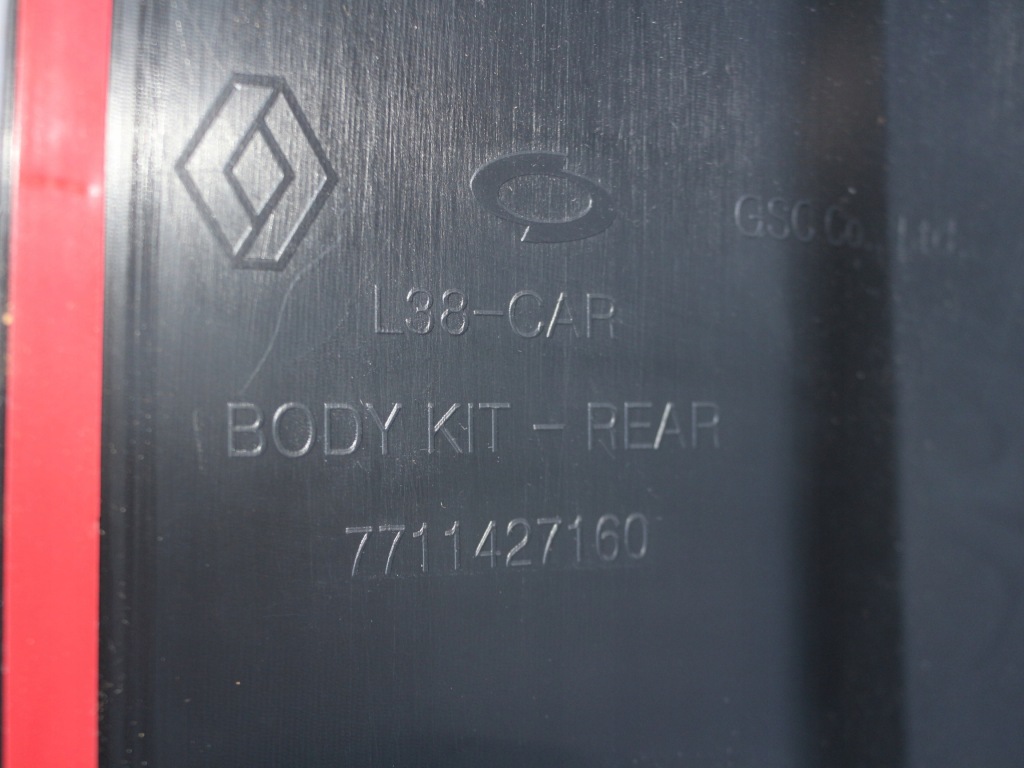 GSC Co., Ltd.
L38-CAR
BODY KIT - REAR
7711427160